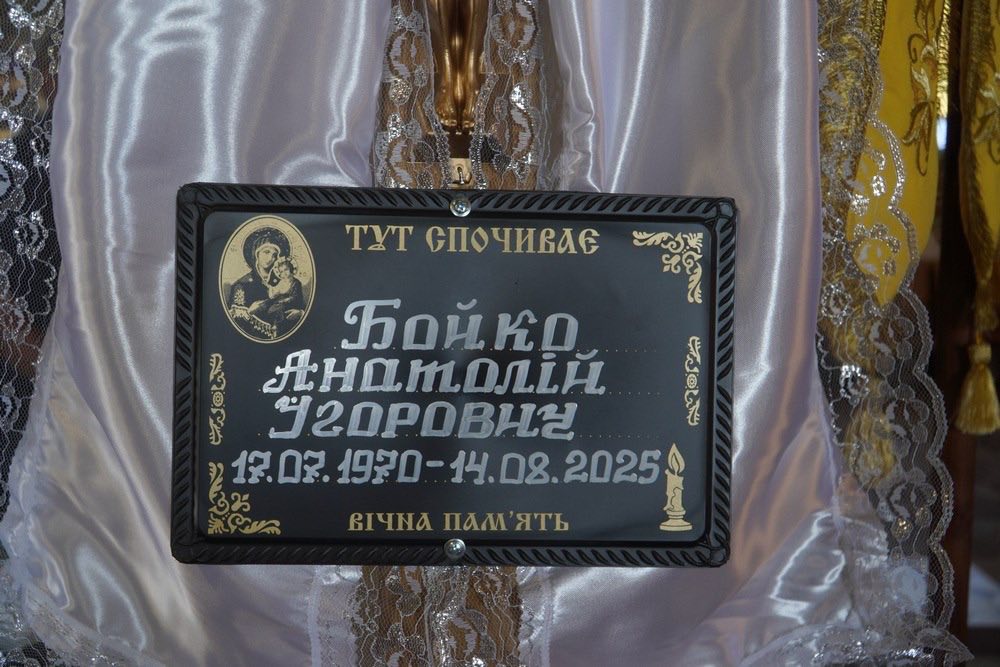 ТУТ СПОЧИВАЄ
Бойко
Анатолій
Ігорович
17.07.1970-14.08.2025
ВІЧНА ПАМ'ЯТЬ